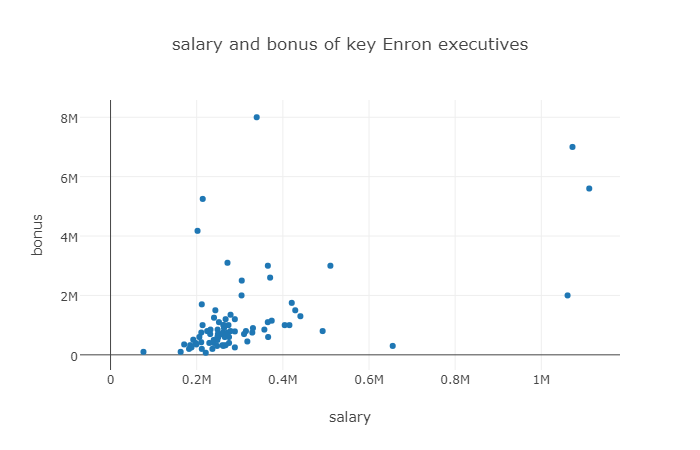 salary and bonus of key Enron executives
8M
6M
4M
2M
0
bonus
0
0.2M
0.4M
0.6M
0.8M
1M
salary